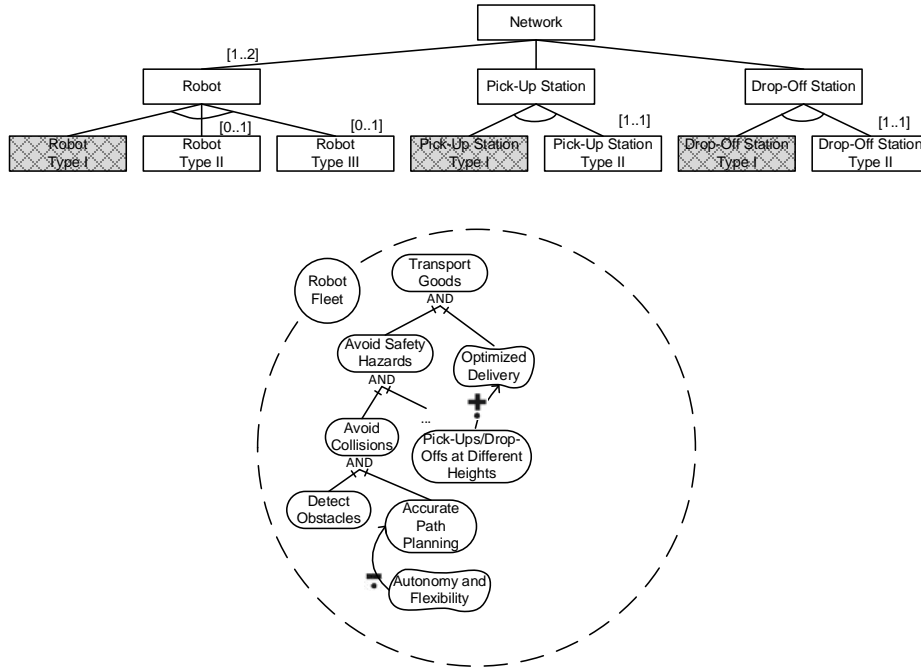 Network
[1..2]
Robot
Pick-Up Station
Drop-Off Station
[0..1]
[0..1]
[1..1]
[1..1]
Robot
Type I
Robot
Type II
Robot
Type III
Pick-Up Station
Type I
Pick-Up Station
Type II
Drop-Off Station
Type I
Drop-Off Station
Type II
Robot
Fleet
Transport
Goods
AND
Avoid Safety
Hazards
Optimized
Delivery
AND
...
Avoid
Collisions
Pick-Ups/Drop-
Offs at Different
Heights
AND
Detect
Obstacles
Accurate
Path
Planning
Autonomy and
Flexibility